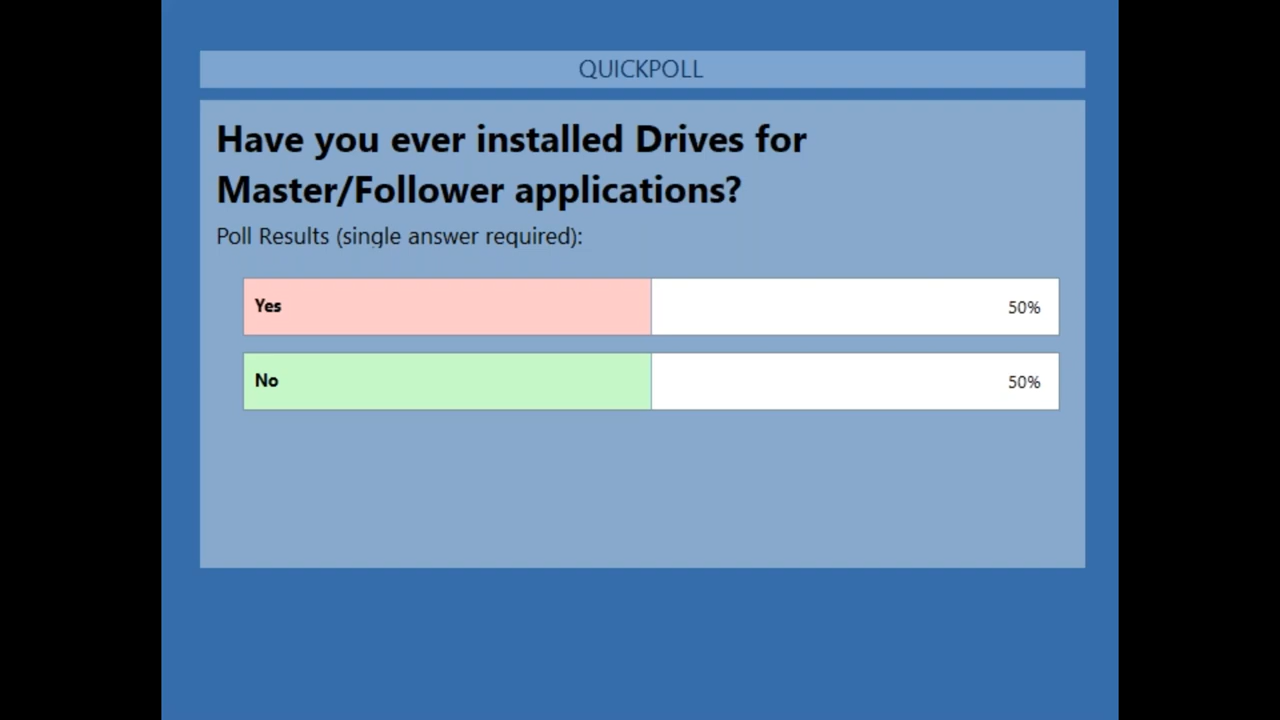 QUICKPOLL
Have you ever installed Drives for
Master/Follower applications?
Poll Results (single answer required):
Yes 50%
No 50%